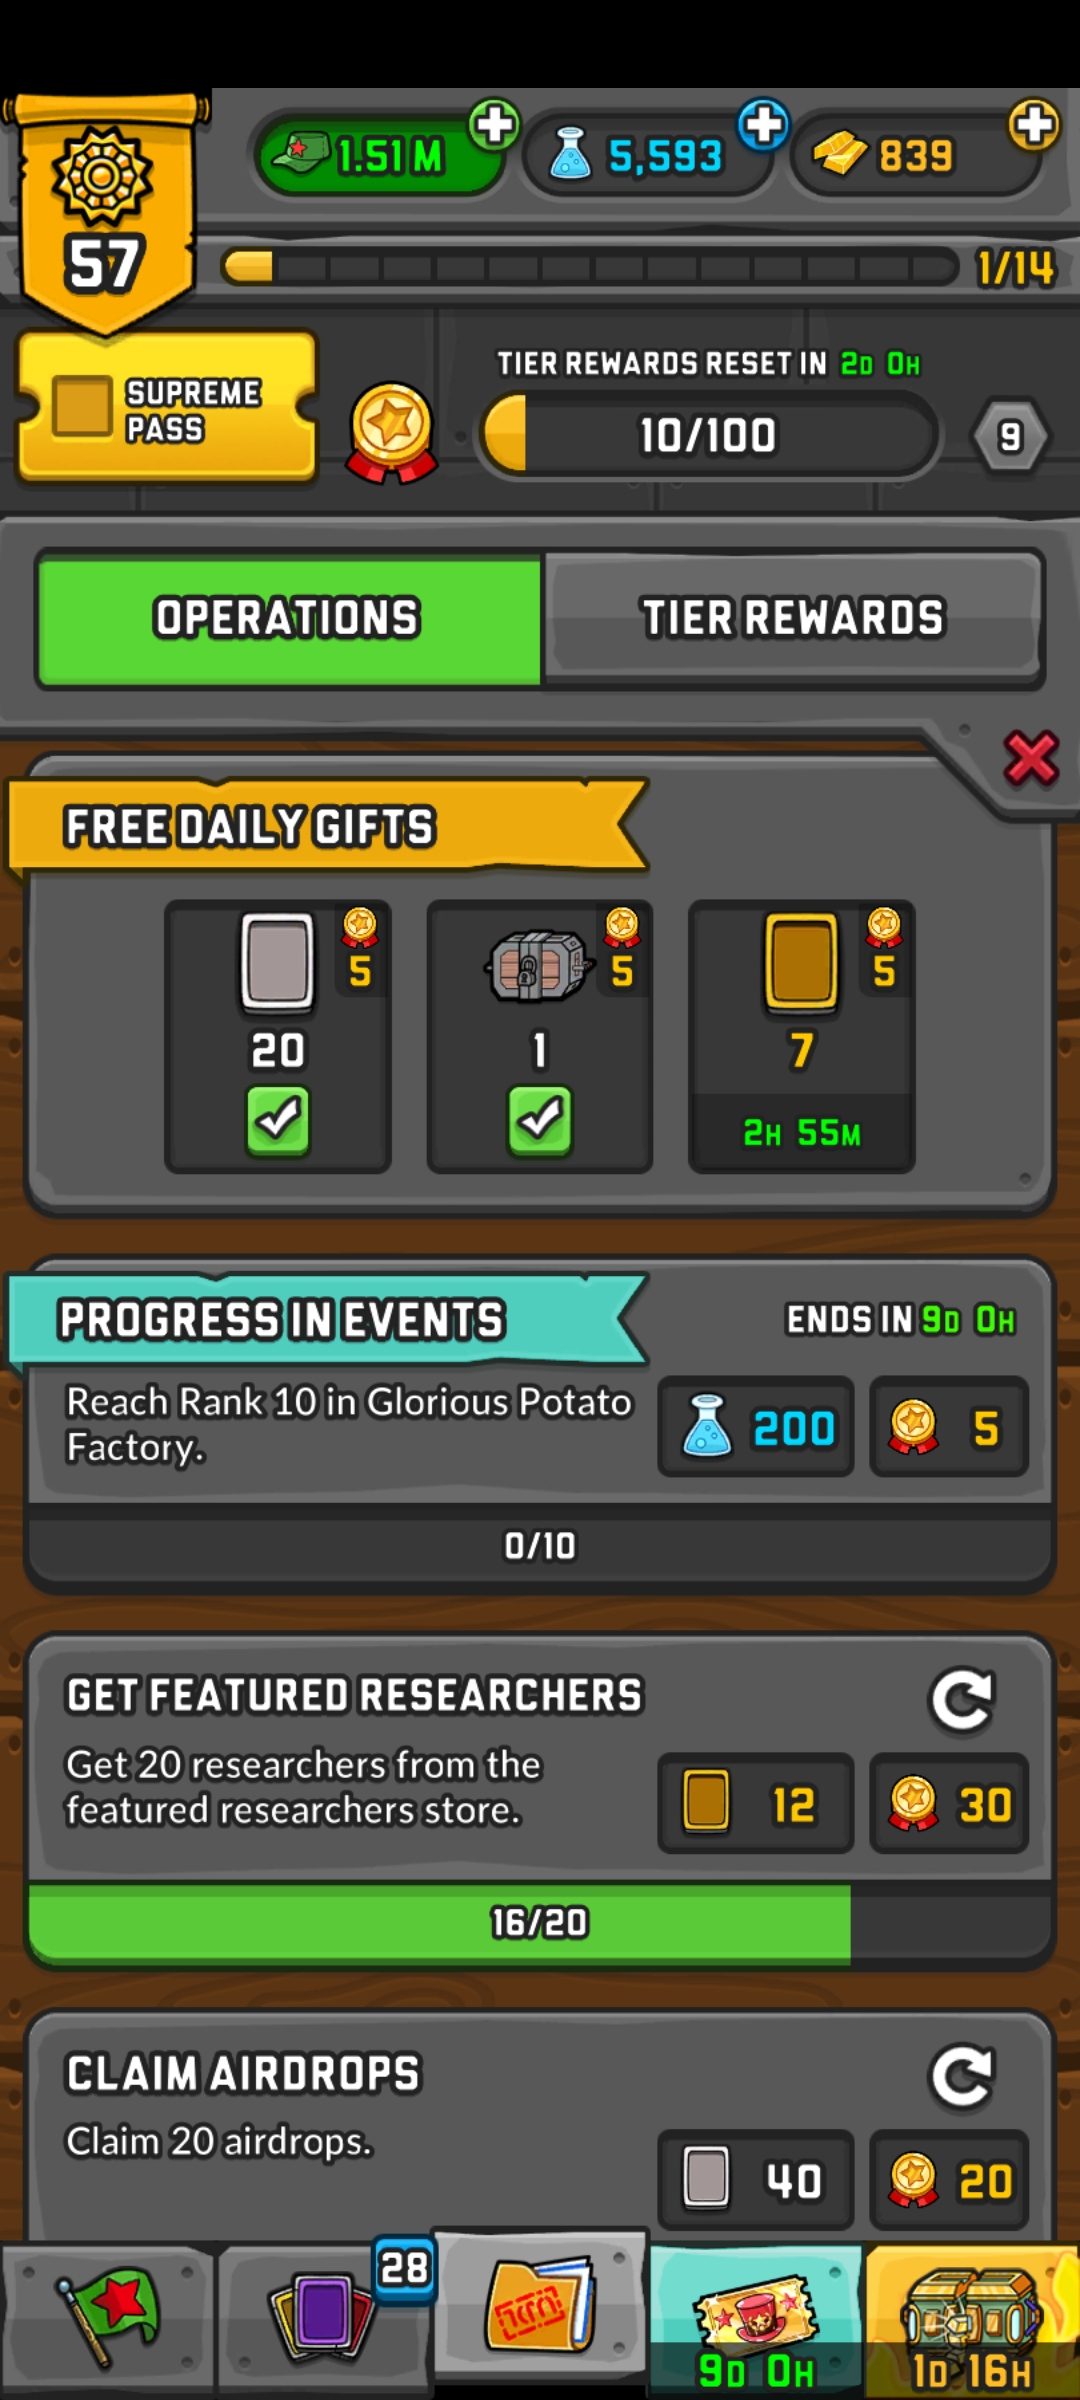 1.51 M
5,593
839
57
1/14
SUPREME
PASS
TIER REWARDS RESET IN 2D 0H
10/100
9
OPERATIONS
TIER REWARDS
FREE DAILY GIFTS
5
5
5
20
1
7
2H 55M
PROGRESS IN EVENTS
ENDS IN 9D 0H
Reach Rank 10 in Glorious Potato
Factory.
200
5
0/10
GET FEATURED RESEARCHERS
Get 20 researchers from the
featured researchers store.
12
30
16/20
CLAIM AIRDROPS
Claim 20 airdrops.
40
20
28
9D 0H
1D 16H